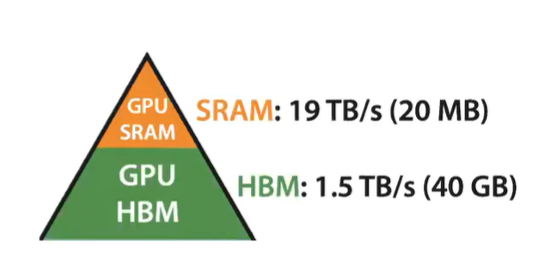 GPU
SRAM
SRAM: 19 TB/s (20 MB)
GPU
HBM
HBM: 1.5 TB/s (40 GB)